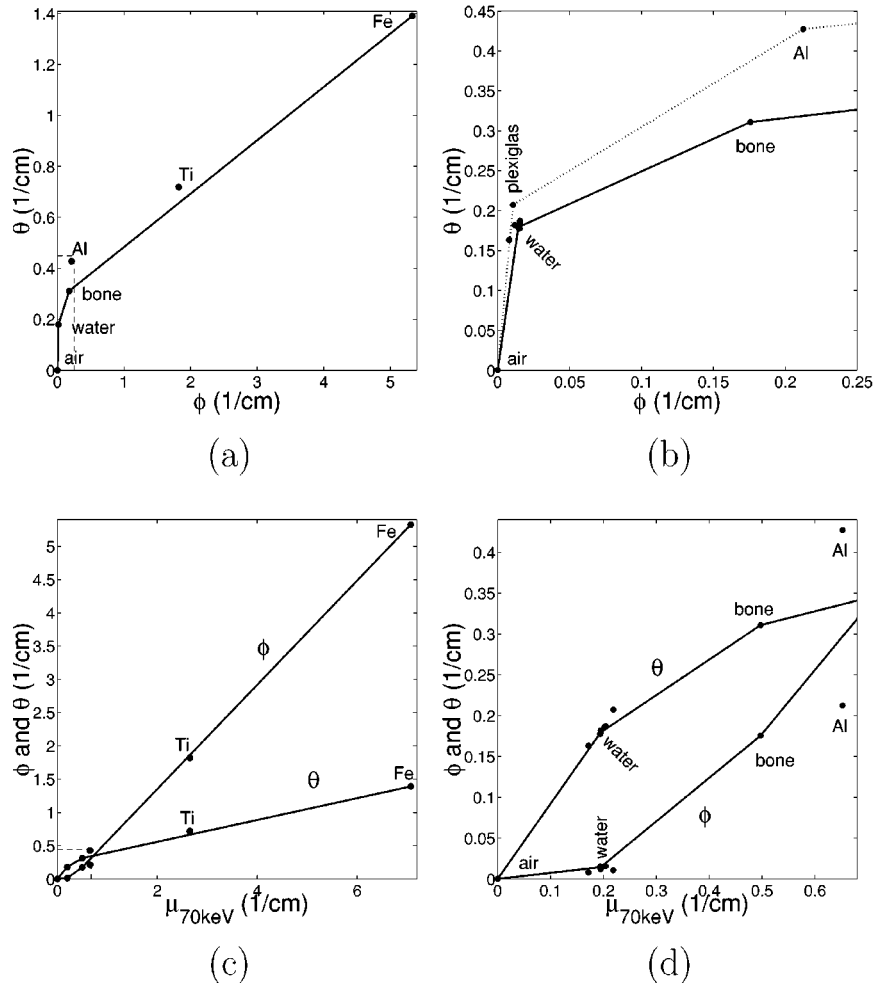 1.4
1.2
1
0.8
0.6
0.4
0.2
0
θ (1/cm)
Fe
Ti
Al
bone
water
air
0 1 2 3 4 5
ϕ (1/cm)
(a)
0.45
0.4
0.35
0.3
0.25
0.2
0.15
0.1
0.05
0
θ (1/cm)
Al
plexiglas
bone
water
air
0 0.05 0.1 0.15 0.2 0.25
ϕ (1/cm)
(b)
5
4.5
4
3.5
3
2.5
2
1.5
1
0.5
0
ϕ and θ (1/cm)
Fe
ϕ
Ti
θ
Fe
Ti
0 2 4 6
μ70keV (1/cm)
(c)
0.4
0.35
0.3
0.25
0.2
0.15
0.1
0.05
0
ϕ and θ (1/cm)
Al
bone
θ
water
Al
bone
ϕ
water
air
0 0.1 0.2 0.3 0.4 0.5 0.6
μ70keV (1/cm)
(d)